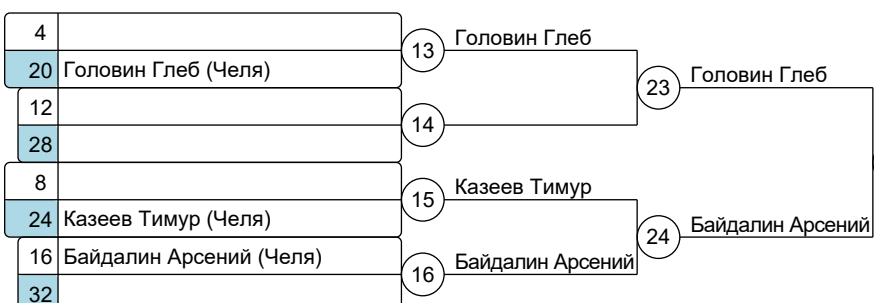 4
13
Головин Глеб
20 Головин Глеб (Челя)
23
Головин Глеб
12
14
28
8
15
Казеев Тимур
24 Казеев Тимур (Челя)
24
Байдалин Арсений
16 Байдалин Арсений (Челя)
16
Байдалин Арсений
32